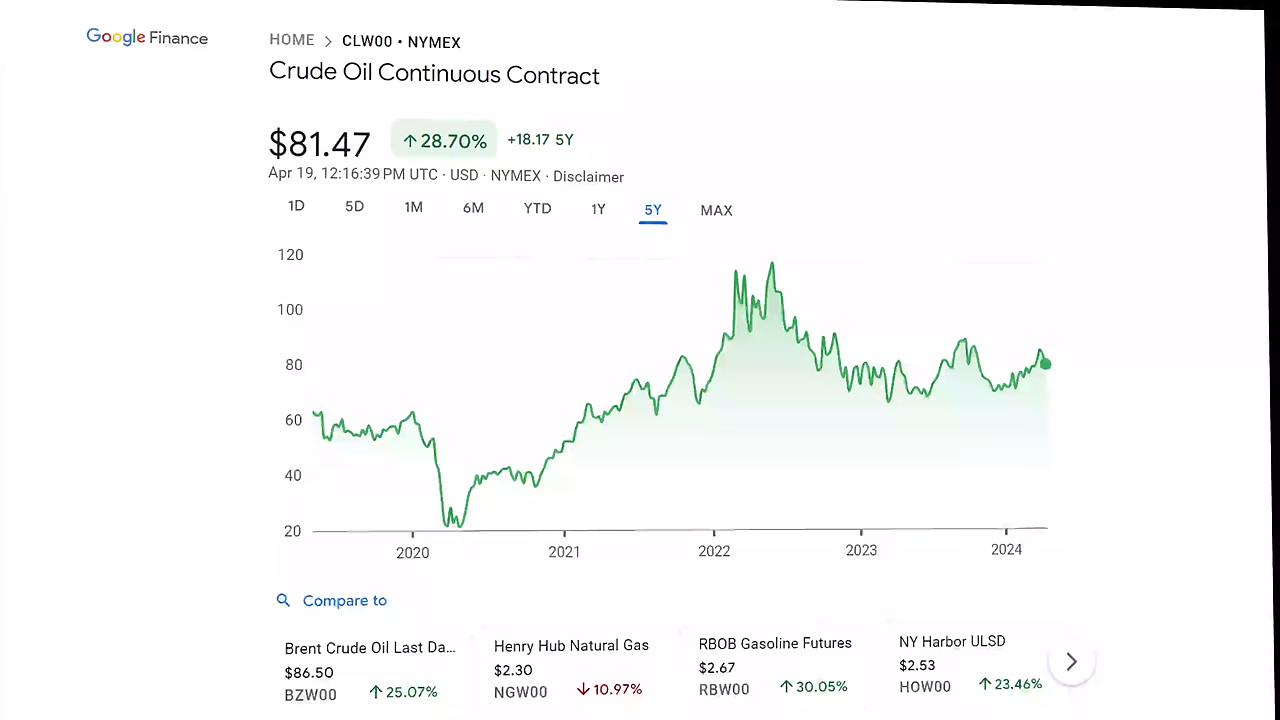 Google Finance
HOME > CLW00 • NYMEX
Crude Oil Continuous Contract
$81.47 ↑28.70% +18.17 5Y
Apr 19, 12:16:39 PM UTC · USD · NYMEX · Disclaimer
1D 5D 1M 6M YTD 1Y 5Y MAX
120
100
80
60
40
20
2020 2021 2022 2023 2024
Compare to
Brent Crude Oil Last Da... Henry Hub Natural Gas RBOB Gasoline Futures NY Harbor ULSD
$86.50 $2.30 $2.67 $2.53
BZW00 ↑25.07% NGW00 ↓10.97% RBW00 ↑30.05% HOW00 ↑23.46%